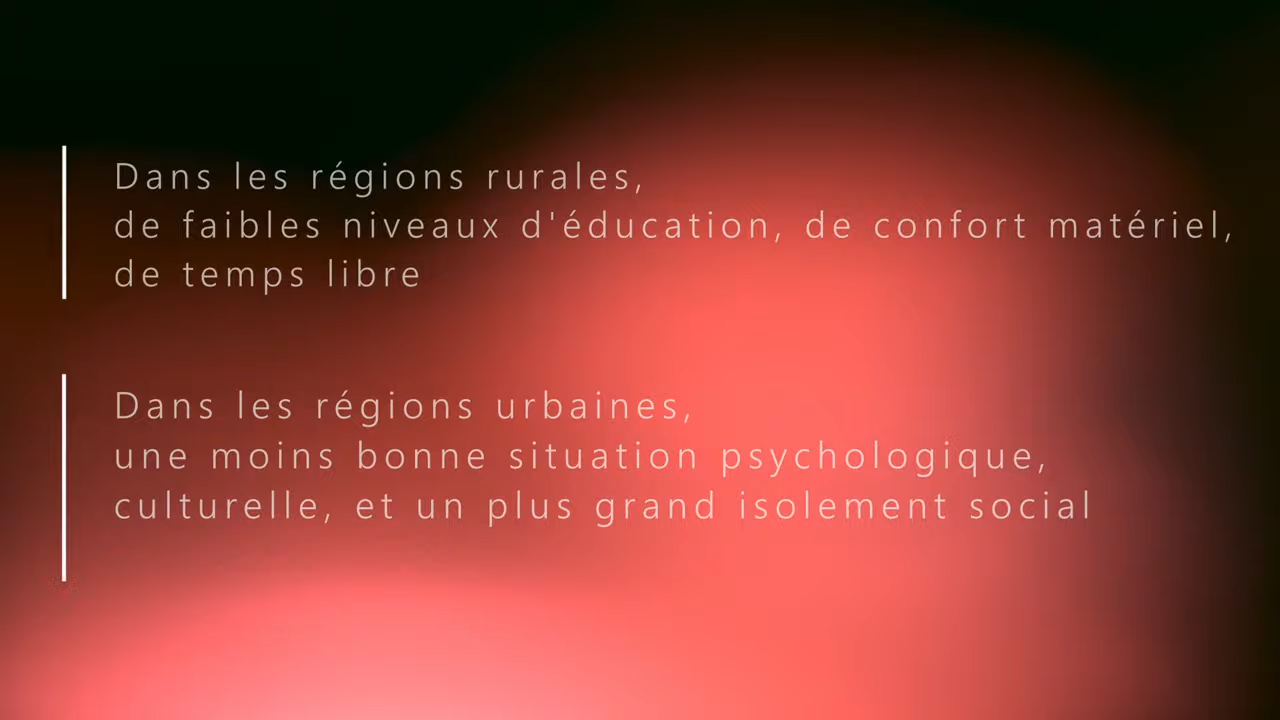 Dans les régions rurales,
de faibles niveaux d'éducation, de confort matériel,
de temps libre
Dans les régions urbaines,
une moins bonne situation psychologique,
culturelle, et un plus grand isolement social